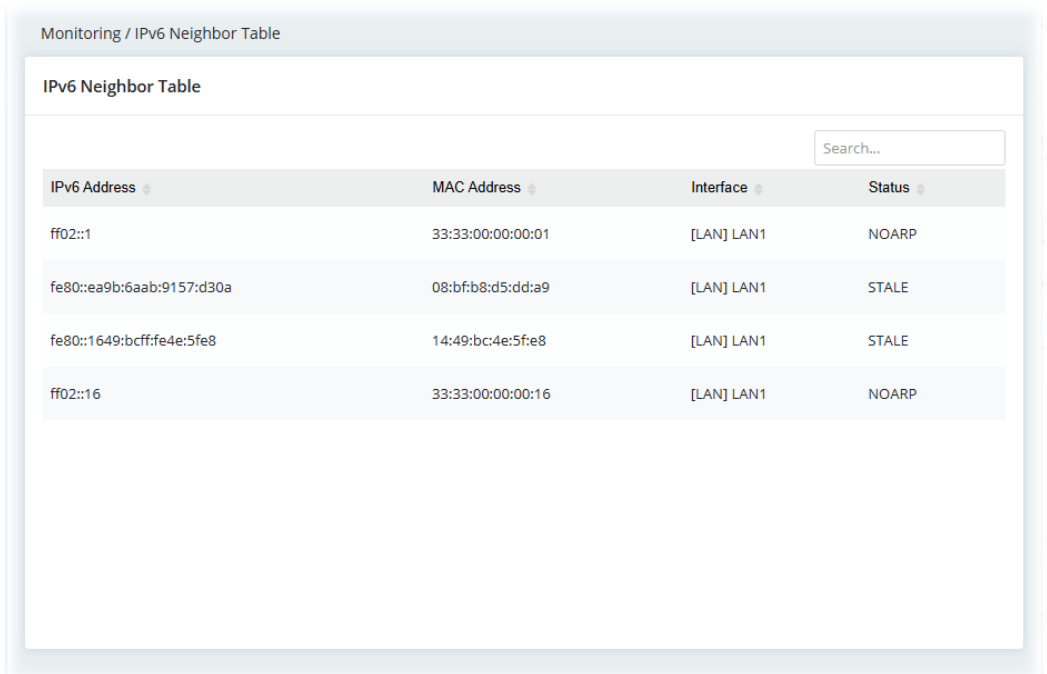 Monitoring / IPv6 Neighbor Table
IPv6 Neighbor Table
Search...
IPv6 Address MAC Address Interface Status
ff02::1 33:33:00:00:00:01 [LAN] LAN1 NOARP
fe80::ea9b:6aab:9157:d30a 08:bf:b8:d5:dd:a9 [LAN] LAN1 STALE
fe80::1649:bcff:fe4e:5fe8 14:49:bc:4e:5f:e8 [LAN] LAN1 STALE
ff02::16 33:33:00:00:00:16 [LAN] LAN1 NOARP